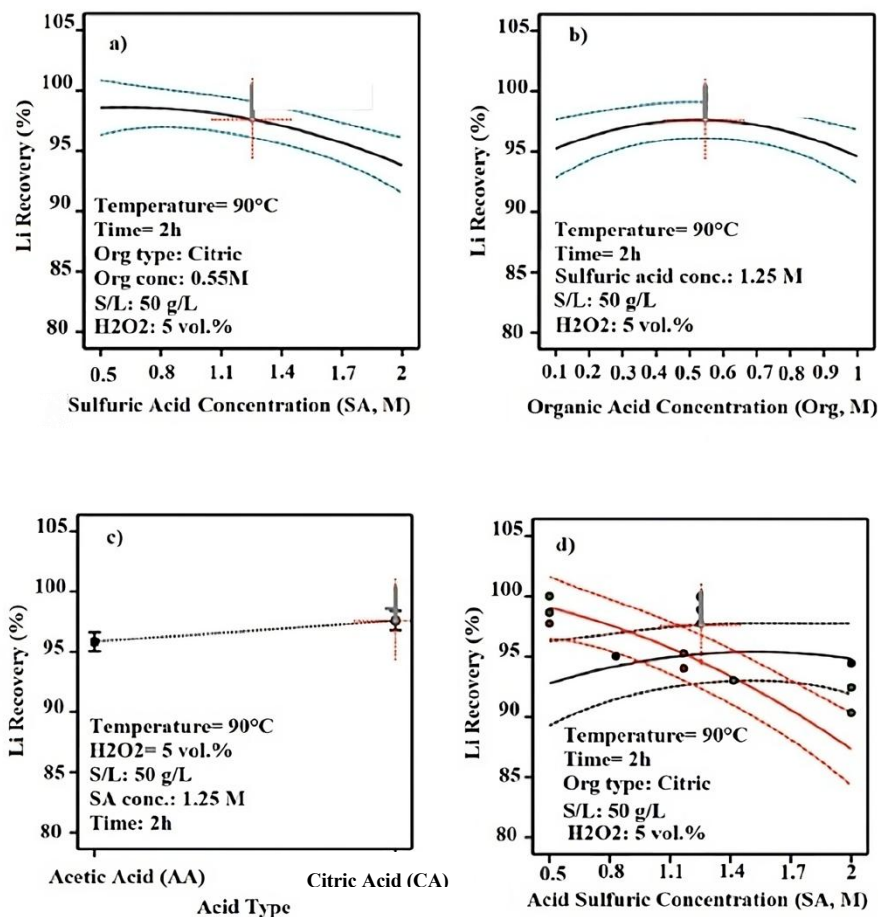 a)
105
100
95
90
85
80
Li Recovery (%)
Temperature= 90°C
Time= 2h
Org type: Citric
Org conc: 0.55M
S/L: 50 g/L
H2O2: 5 vol.%
0.5 0.8 1.1 1.4 1.7 2
Sulfuric Acid Concentration (SA, M)
b)
105
100
95
90
85
80
Li Recovery (%)
Temperature= 90°C
Time= 2h
Sulfuric acid conc.: 1.25 M
S/L: 50 g/L
H2O2: 5 vol.%
0.1 0.2 0.3 0.4 0.5 0.6 0.7 0.8 0.9 1
Organic Acid Concentration (Org, M)
c)
105
100
95
90
85
80
Li Recovery (%)
Temperature= 90°C
H2O2= 5 vol.%
S/L: 50 g/L
SA conc.: 1.25 M
Time: 2h
Acetic Acid (AA) Citric Acid (CA)
Acid Type
d)
105
100
95
90
85
80
Li Recovery (%)
Temperature= 90°C
Time= 2h
Org type: Citric
S/L: 50 g/L
H2O2: 5 vol.%
0.5 0.8 1.1 1.4 1.7 2
Acid Sulfuric Concentration (SA, M)